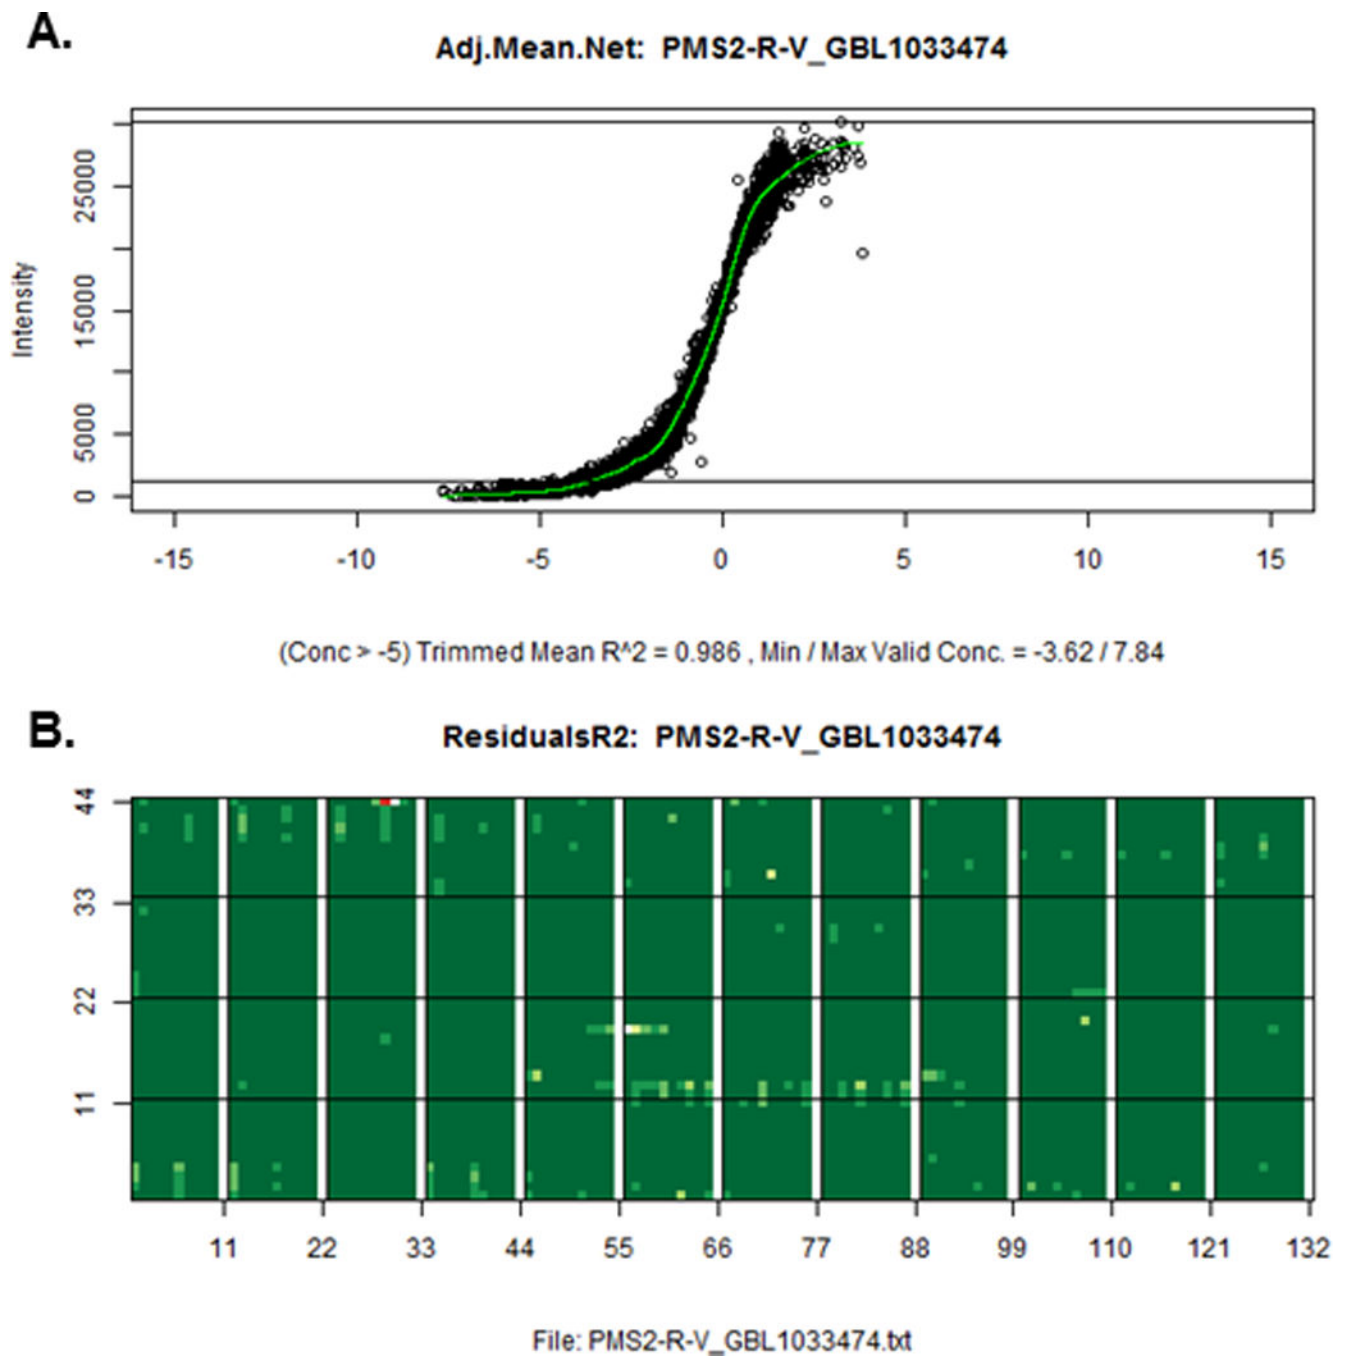 A.
Adj.Mean.Net: PMS2-R-V_GBL1033474
Intensity
25000
15000
5000
0
-15 -10 -5 0 5 10 15
(Conc > -5) Trimmed Mean R^2 = 0.986 , Min / Max Valid Conc. = -3.62 / 7.84
B.
ResidualsR2: PMS2-R-V_GBL1033474
44
33
22
11
11 22 33 44 55 66 77 88 99 110 121 132
File: PMS2-R-V_GBL1033474.txt